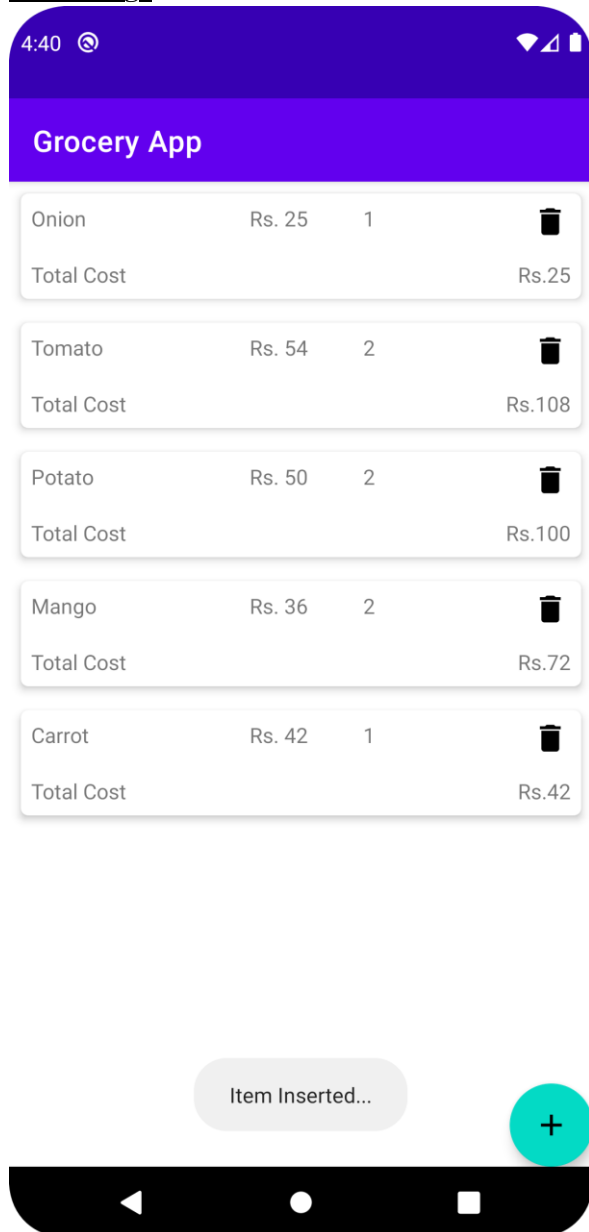 4:40
Grocery App
Onion Rs. 25 1
Total Cost Rs.25
Tomato Rs. 54 2
Total Cost Rs.108
Potato Rs. 50 2
Total Cost Rs.100
Mango Rs. 36 2
Total Cost Rs.72
Carrot Rs. 42 1
Total Cost Rs.42
Item Inserted...
+